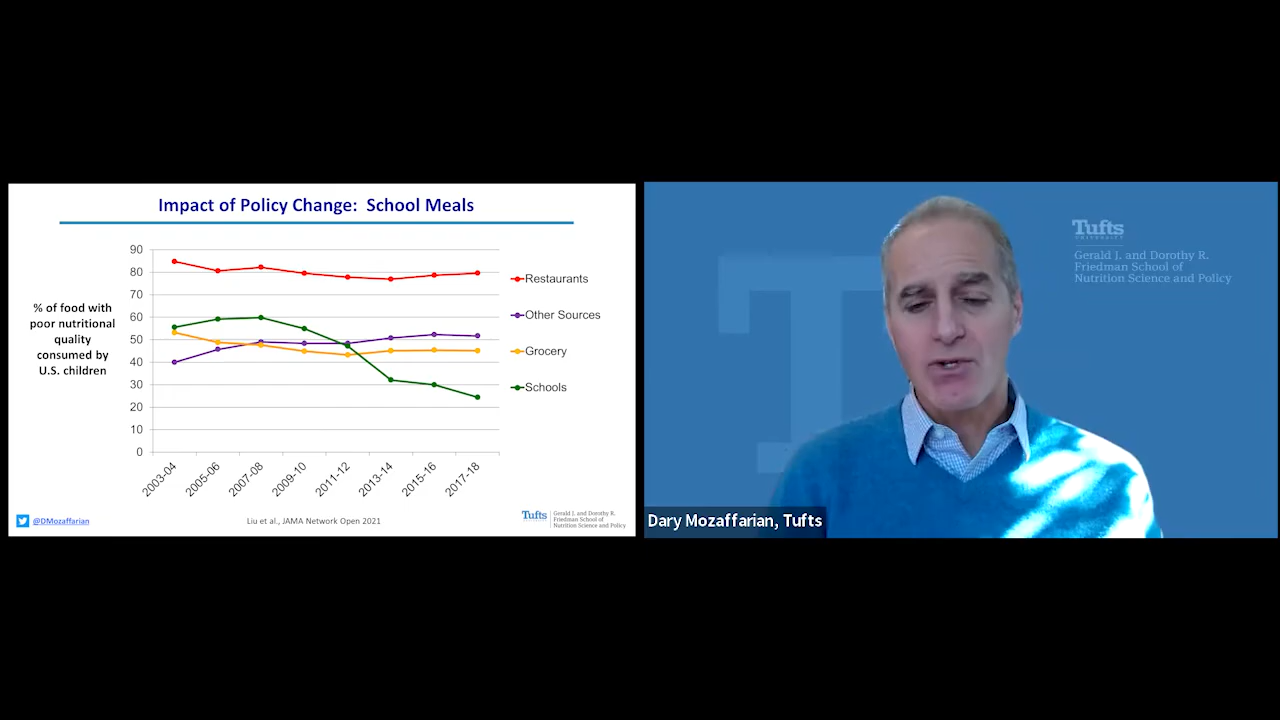 Impact of Policy Change: School Meals
% of food with
poor nutritional
quality
consumed by
U.S. children
90
80
70
60
50
40
30
20
10
0
2003-04
2005-06
2007-08
2009-10
2011-12
2013-14
2015-16
2017-18
Restaurants
Other Sources
Grocery
Schools
@DMozaffarian
Liu et al., JAMA Network Open 2021
Tufts
Gerald J. and Dorothy R.
Friedman School of
Nutrition Science and Policy
Tufts
UNIVERSITY
Gerald J. and Dorothy R.
Friedman School of
Nutrition Science and Policy
Dary Mozaffarian, Tufts